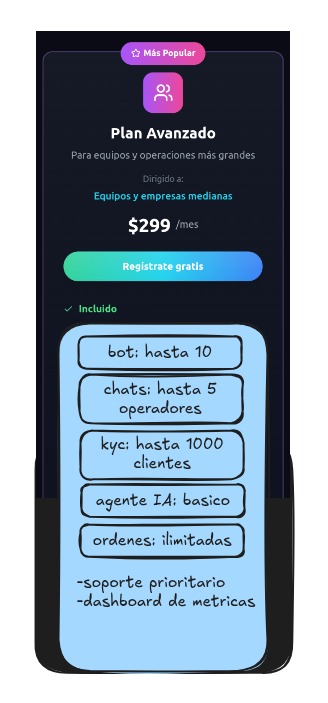 Más Popular
Plan Avanzado
Para equipos y operaciones más grandes
Dirigido a:
Equipos y empresas medianas
$299 /mes
Regístrate gratis
Incluido
bot: hasta 10
chats: hasta 5
operadores
kyc: hasta 1000
clientes
agente IA: basico
ordenes: ilimitadas
-soporte prioritario
-dashboard de metricas